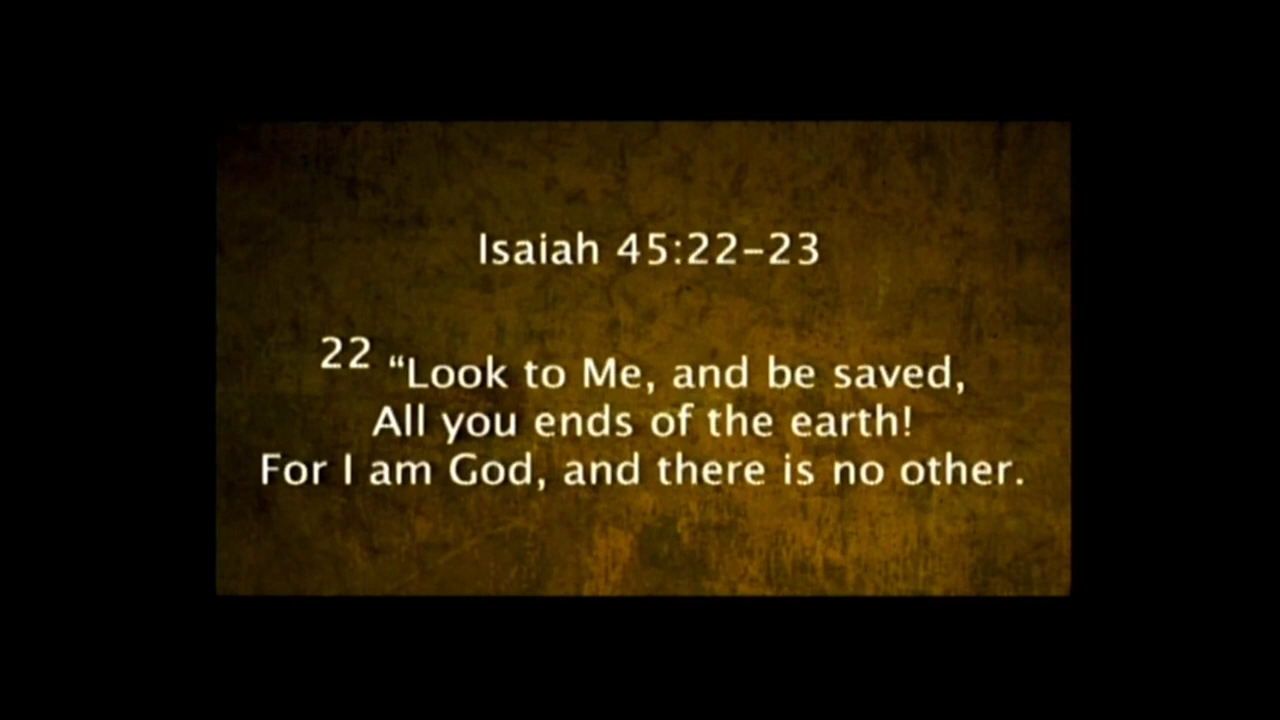 Isaiah 45:22–23
22 “Look to Me, and be saved,
All you ends of the earth!
For I am God, and there is no other.